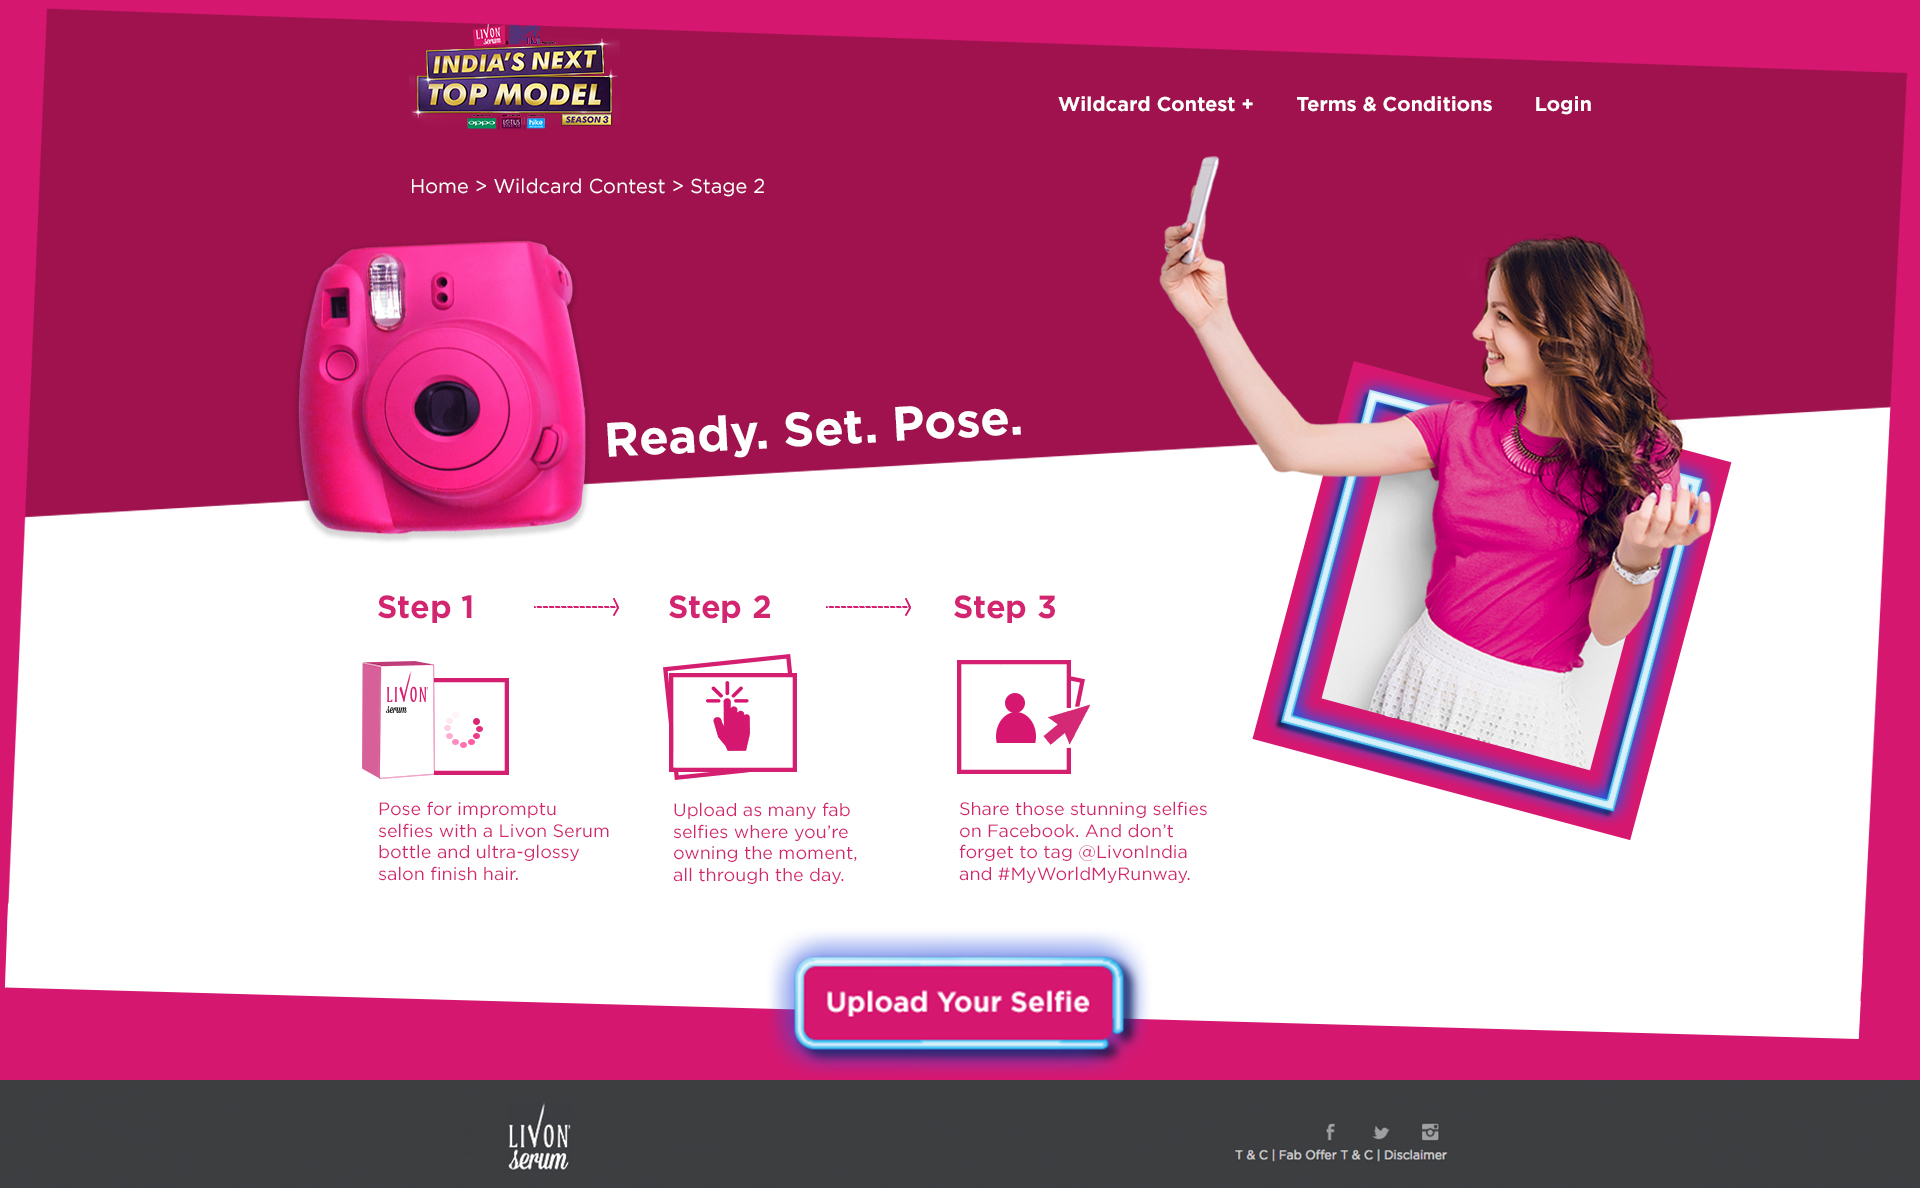 LIVON
serum
INDIA'S NEXT
TOP MODEL
oppo LOTUS hike SEASON 3
Wildcard Contest + Terms & Conditions Login
Home > Wildcard Contest > Stage 2
Ready. Set. Pose.
Step 1 Step 2 Step 3
LIVON
serum
Pose for impromptu
selfies with a Livon Serum
bottle and ultra-glossy
salon finish hair.
Upload as many fab
selfies where you're
owning the moment,
all through the day.
Share those stunning selfies
on Facebook. And don't
forget to tag @LivonIndia
and #MyWorldMyRunway.
Upload Your Selfie
LIVON
serum
T & C | Fab Offer T & C | Disclaimer